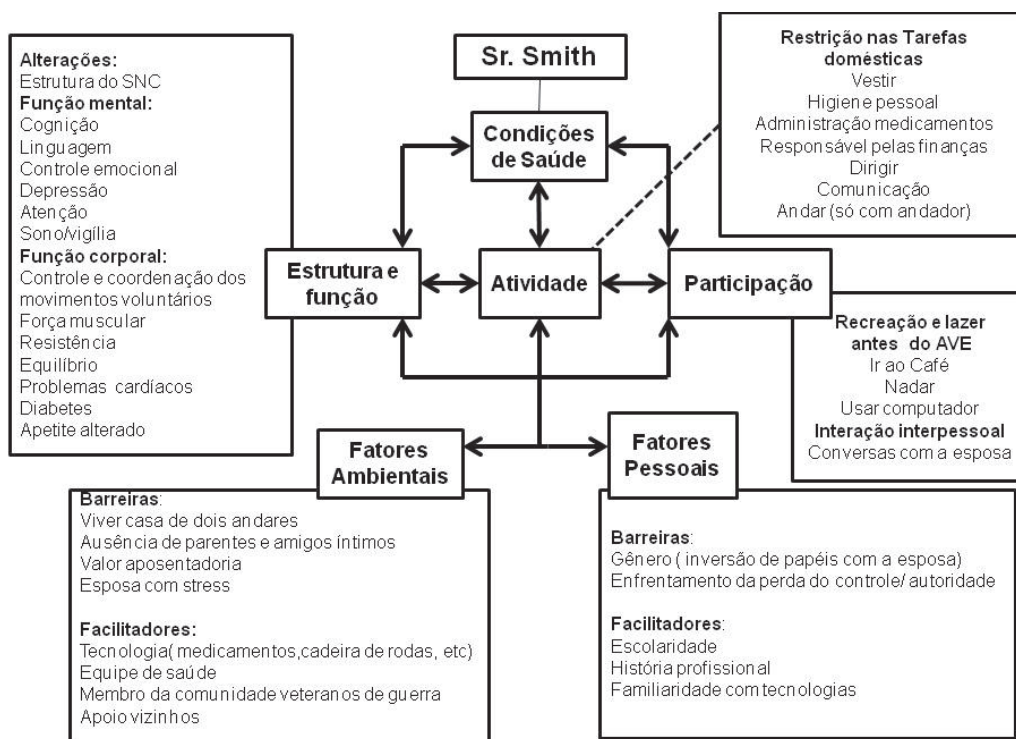 Sr. Smith
Condições
de Saúde
Alterações:
Estrutura do SNC
Função mental:
Cognição
Linguagem
Controle emocional
Depressão
Atenção
Sono/vigília
Função corporal:
Controle e coordenação dos
movimentos voluntários
Força muscular
Resistência
Equilíbrio
Problemas cardíacos
Diabetes
Apetite alterado
Estrutura e
função
Atividade
Participação
Restrição nas Tarefas
domésticas
Vestir
Higiene pessoal
Administração medicamentos
Responsável pelas finanças
Dirigir
Comunicação
Andar (só com andador)
Recreação e lazer
antes do AVE
Ir ao Café
Nadar
Usar computador
Interação interpessoal
Conversas com a esposa
Fatores
Ambientais
Barreiras:
Viver casa de dois andares
Ausência de parentes e amigos íntimos
Valor aposentadoria
Esposa com stress
Facilitadores:
Tecnologia( medicamentos,cadeira de rodas, etc)
Equipe de saúde
Membro da comunidade veteranos de guerra
Apoio vizinhos
Fatores
Pessoais
Barreiras:
Gênero ( inversão de papéis com a esposa)
Enfrentamento da perda do controle/ autoridade
Facilitadores:
Escolaridade
História profissional
Familiaridade com tecnologias